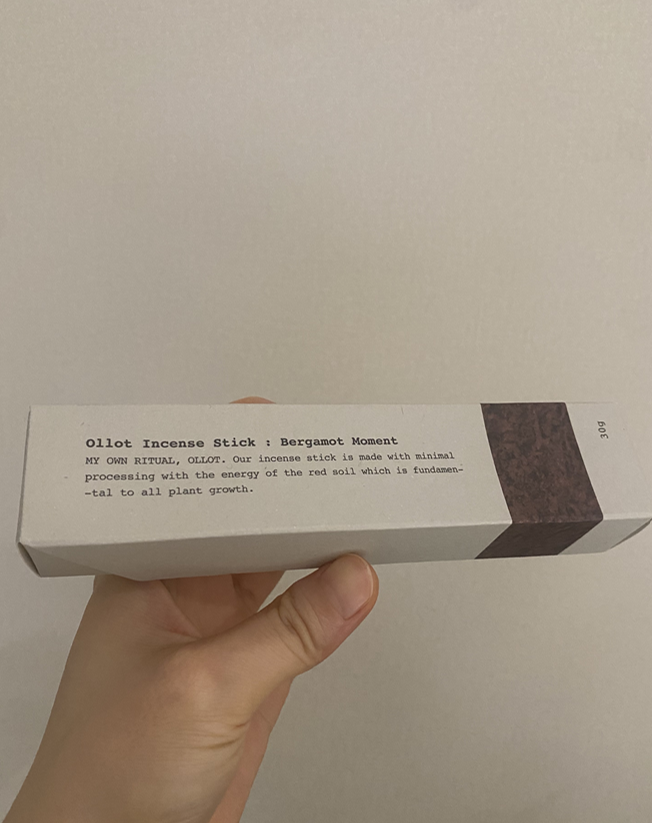 Ollot Incense Stick : Bergamot Moment
MY OWN RITUAL, OLLOT. Our incense stick is made with minimal
processing with the energy of the red soil which is fundamen-
-tal to all plant growth.
30g